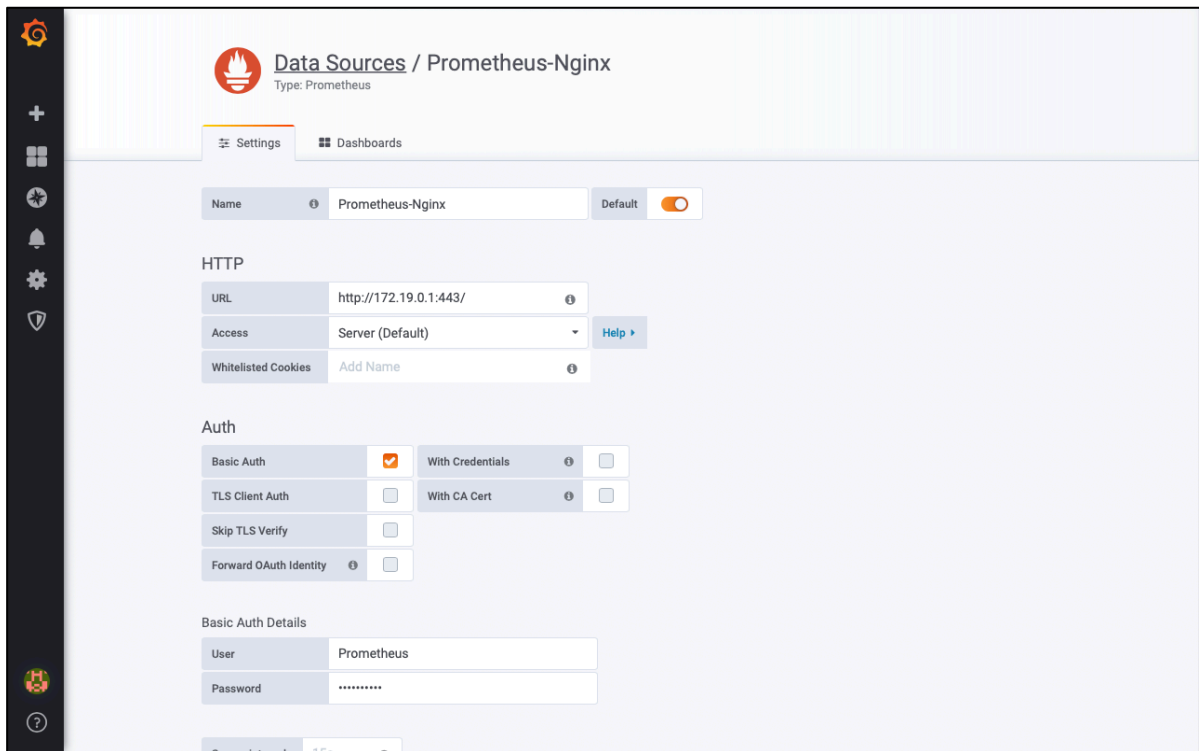 Data Sources / Prometheus-Nginx
Type: Prometheus
Settings
Dashboards
Name
Prometheus-Nginx
Default
HTTP
URL
http://172.19.0.1:443/
Access
Server (Default)
Help
Whitelisted Cookies
Add Name
Auth
Basic Auth
With Credentials
TLS Client Auth
With CA Cert
Skip TLS Verify
Forward OAuth Identity
Basic Auth Details
User
Prometheus
Password
••••••••••